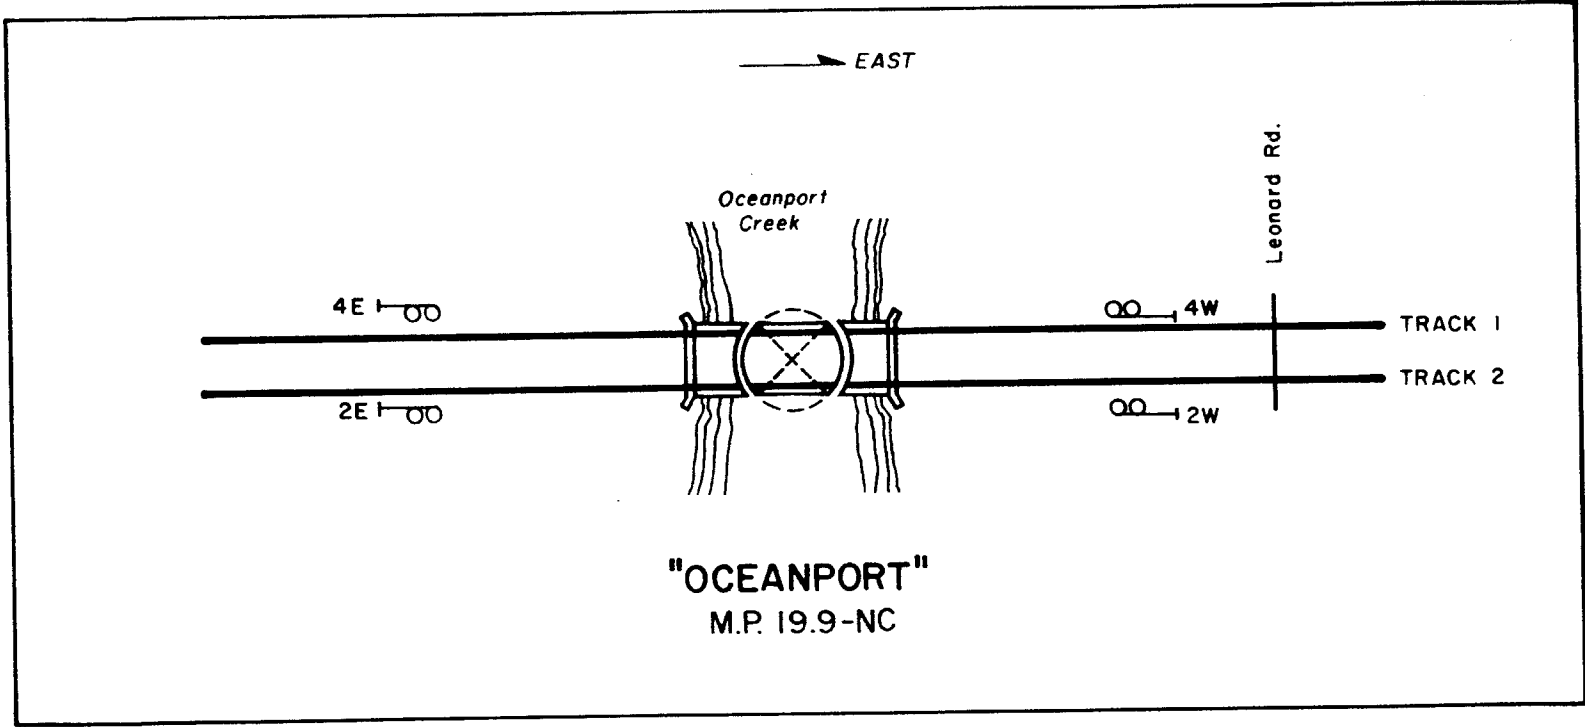 EAST
Leonard Rd.
Oceanport
Creek
4E
4W
TRACK 1
TRACK 2
2E
2W
"OCEANPORT"
M.P. 19.9-NC